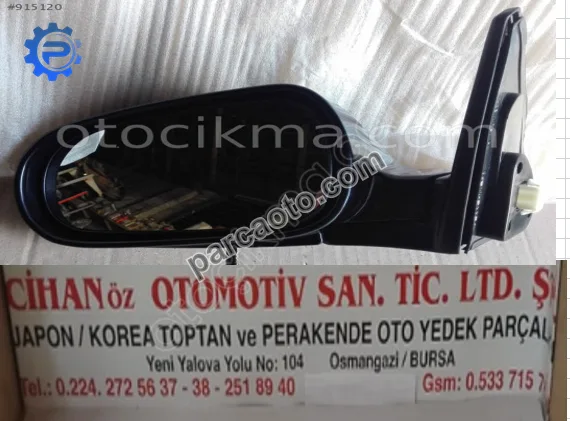 #915120
otocikma.com
parcaoto.com
CİHANöz OTOMOTİV SAN. TİC. LTD. Ş
JAPON / KOREA TOPTAN ve PERAKENDE OTO YEDEK PARÇAL
Yeni Yalova Yolu No: 104 Osmangazi / BURSA
Tel.: 0.224. 272 56 37 - 38 - 251 89 40 Gsm: 0.533 715 7